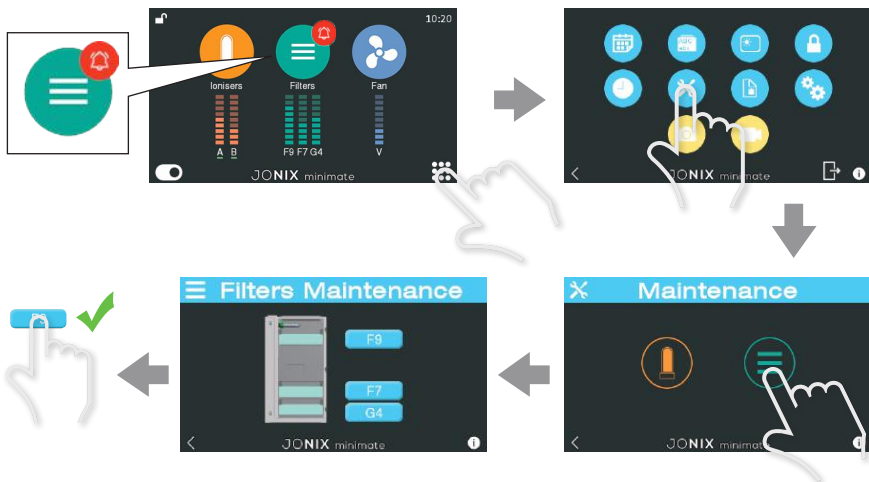 10:20
Ionisers
Filters
Fan
A B
F9 F7 G4
V
JONIX minimate
JONIX minimate
Filters Maintenance
F9
F7
G4
JONIX minimate
Maintenance
JONIX minimate